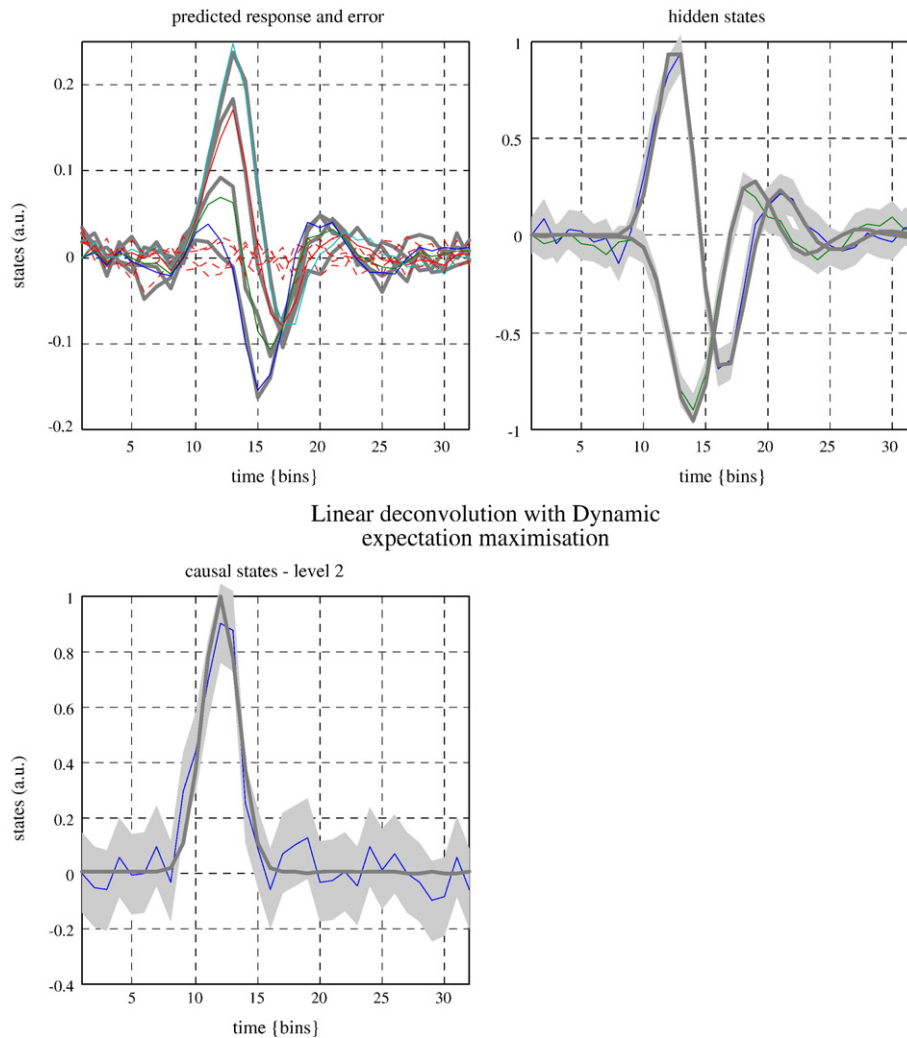 predicted response and error
0.2
0.1
0
-0.1
-0.2
states (a.u.)
5 10 15 20 25 30
time {bins}
hidden states
1
0.5
0
-0.5
-1
5 10 15 20 25 30
time {bins}
Linear deconvolution with Dynamic
expectation maximisation
causal states - level 2
1
0.8
0.6
0.4
0.2
0
-0.2
-0.4
states (a.u.)
5 10 15 20 25 30
time {bins}